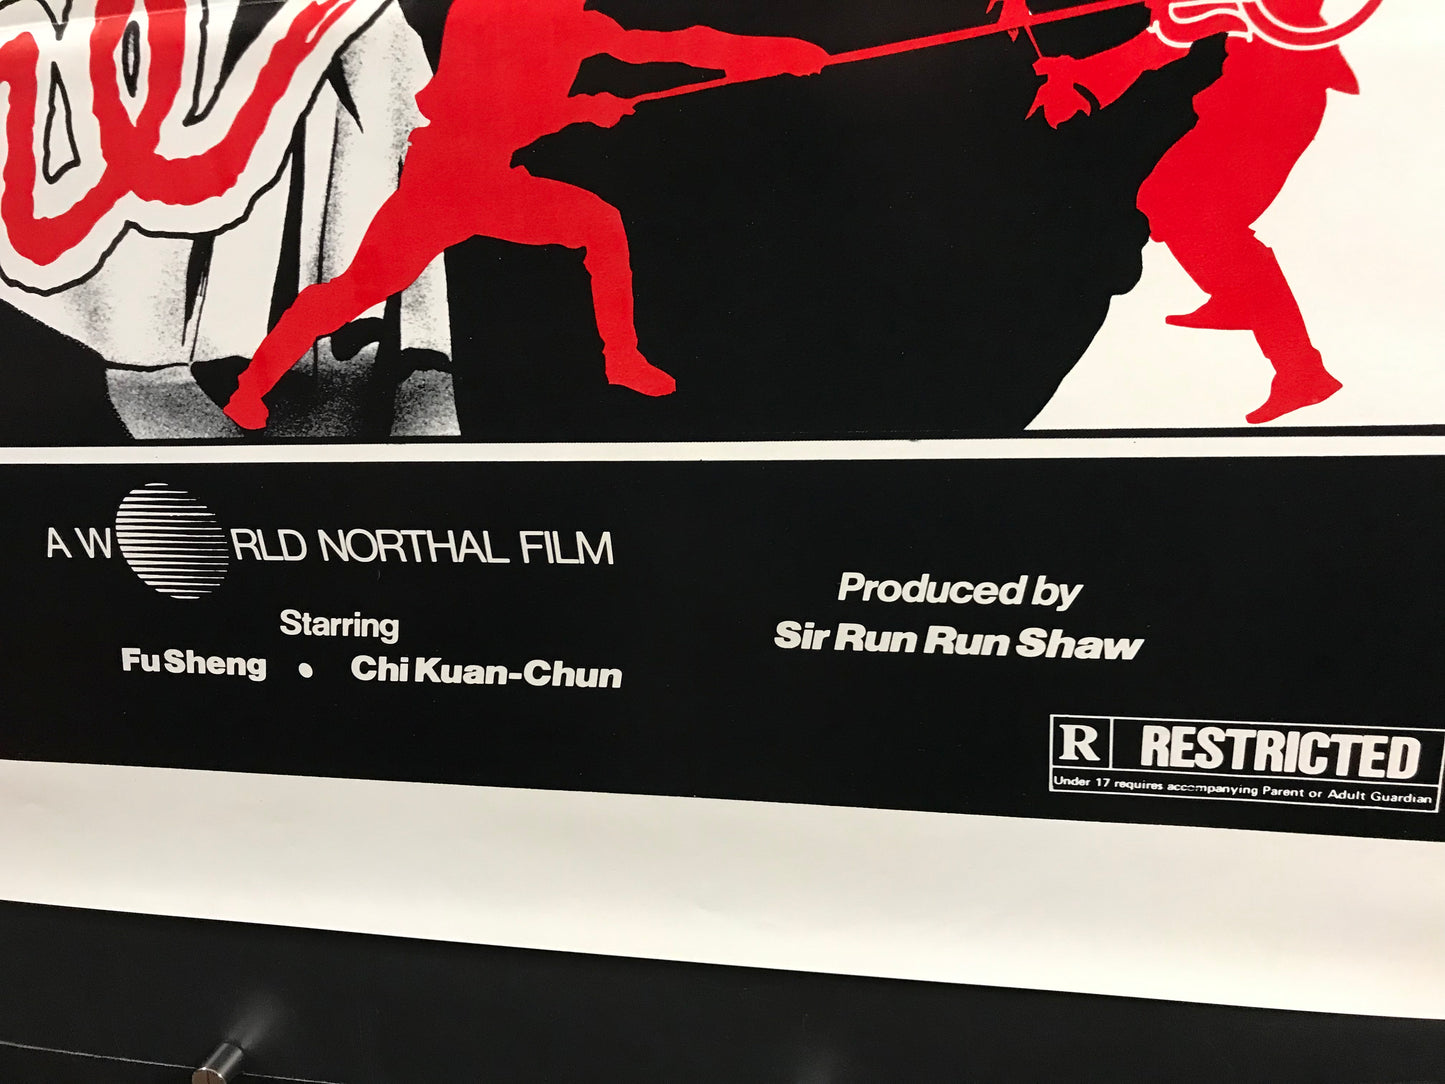 A WORLD NORTHAL FILM
Starring
Fu Sheng • Chi Kuan-Chun
Produced by
Sir Run Run Shaw
R RESTRICTED
Under 17 requires accompanying Parent or Adult Guardian